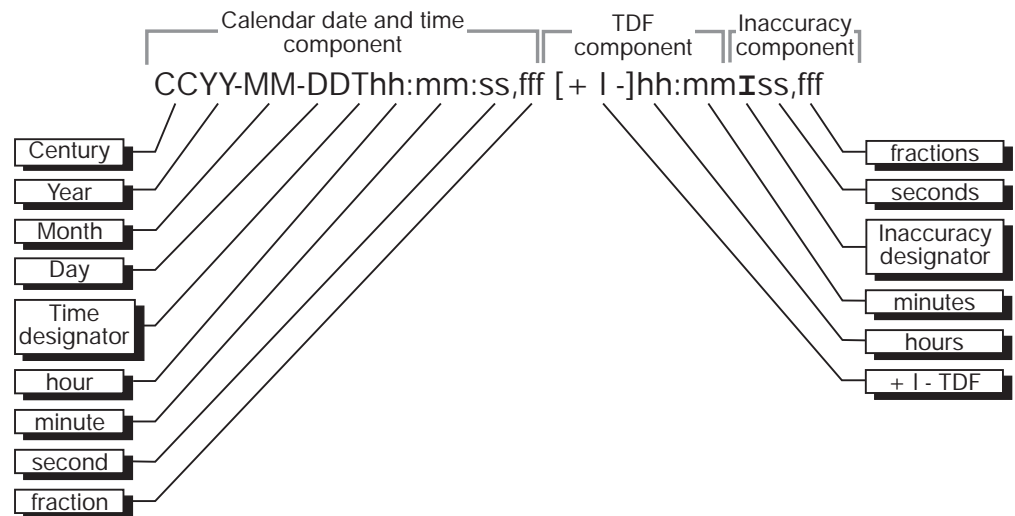 Calendar date and time
component
TDF
component
Inaccuracy
component
CCYY-MM-DDThh:mm:ss,fff [+ l -]hh:mmIss,fff
Century
Year
Month
Day
Time
designator
hour
minute
second
fraction
fractions
seconds
Inaccuracy
designator
minutes
hours
+ l - TDF